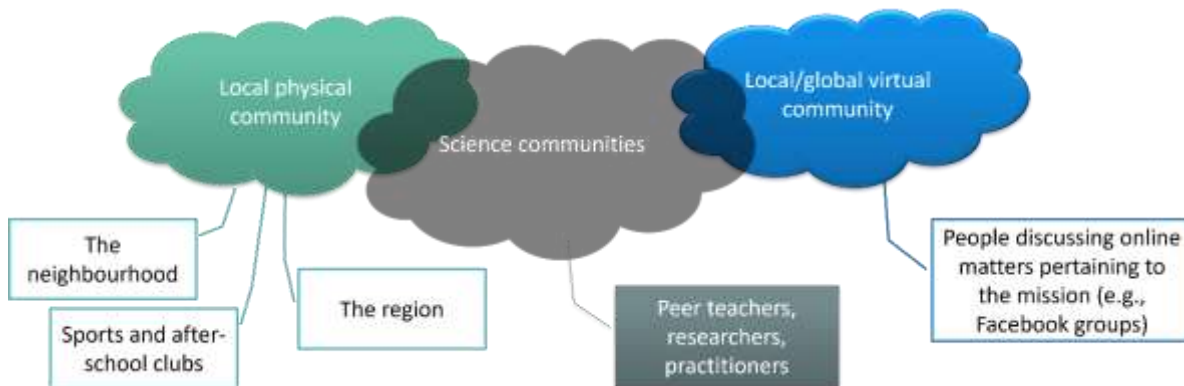 Local physical
community
Science communities
Local/global virtual
community
The
neighbourhood
Sports and after-
school clubs
The region
Peer teachers,
researchers,
practitioners
People discussing online
matters pertaining to
the mission (e.g.,
Facebook groups)